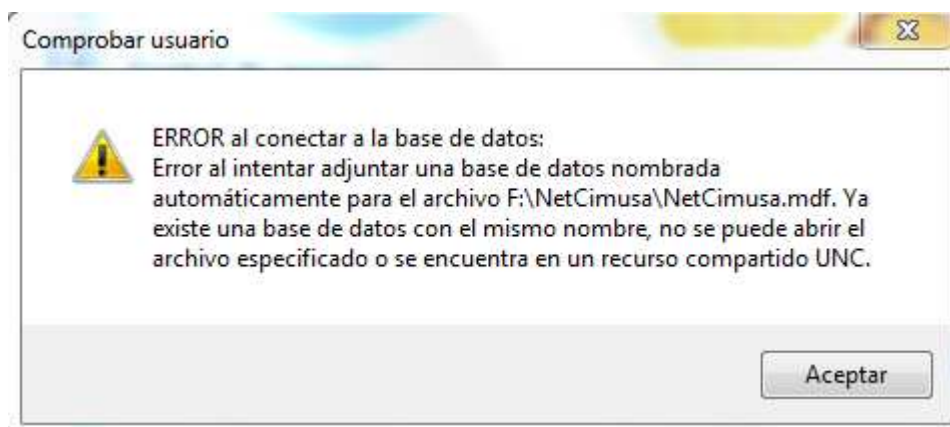 Comprobar usuario
ERROR al conectar a la base de datos:
Error al intentar adjuntar una base de datos nombrada
automáticamente para el archivo F:\NetCimusa\NetCimusa.mdf. Ya
existe una base de datos con el mismo nombre, no se puede abrir el
archivo especificado o se encuentra en un recurso compartido UNC.
Aceptar